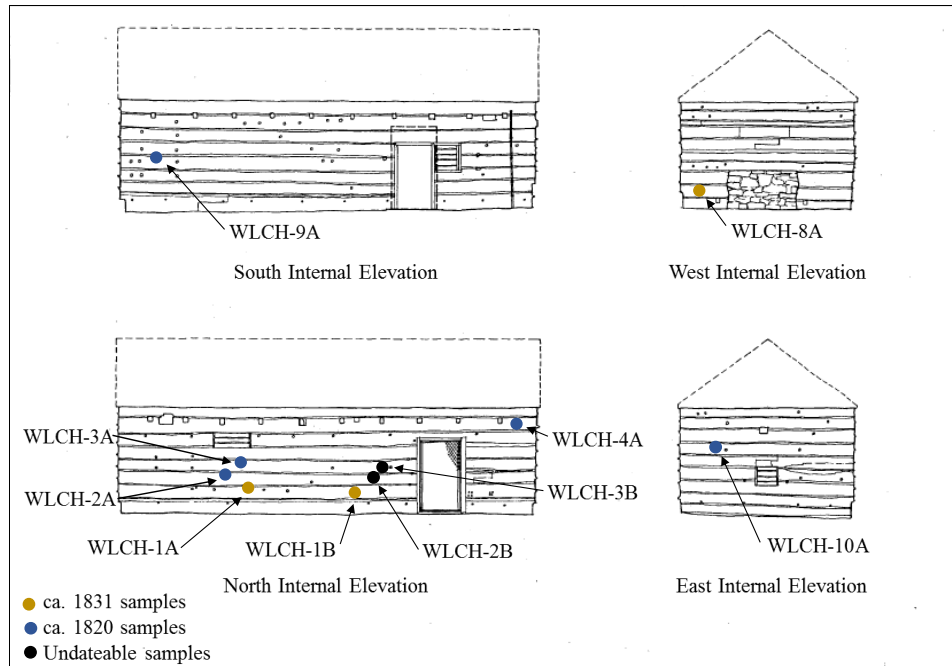 WLCH-9A
WLCH-8A
South Internal Elevation
West Internal Elevation
WLCH-3A
WLCH-4A
WLCH-2A
WLCH-3B
WLCH-1A
WLCH-1B
WLCH-2B
WLCH-10A
North Internal Elevation
East Internal Elevation
ca. 1831 samples
ca. 1820 samples
Undateable samples